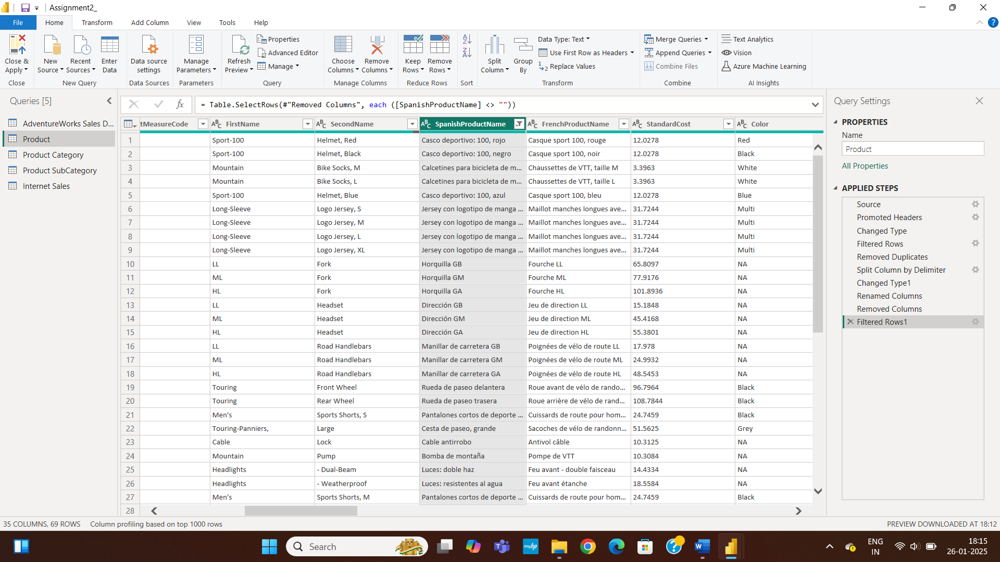 Assignment2_
File Home Transform Add Column View Tools Help
Close & Apply
Close
New Source
Recent Sources
Enter Data
New Query
Data source settings
Data Sources
Manage Parameters
Parameters
Refresh Preview
Properties
Advanced Editor
Manage
Query
Choose Columns
Remove Columns
Manage Columns
Keep Rows
Remove Rows
Reduce Rows
Sort
Split Column
Group By
Data Type: Text
Use First Row as Headers
Replace Values
Transform
Merge Queries
Append Queries
Combine Files
Combine
Text Analytics
Vision
Azure Machine Learning
AI Insights
Queries [5]
AdventureWorks Sales D...
Product
Product Category
Product SubCategory
Internet Sales
= Table.SelectRows(#"Removed Columns", each ([SpanishProductName] <> ""))
tMeasureCode FirstName SecondName SpanishProductName FrenchProductName StandardCost Color
1 Sport-100 Helmet, Red Casco deportivo: 100, rojo Casque sport 100, rouge 12.0278 Red
2 Sport-100 Helmet, Black Casco deportivo: 100, negro Casque sport 100, noir 12.0278 Black
3 Mountain Bike Socks, M Calcetines para bicicleta de m... Chaussettes de VTT, taille M 3.3963 White
4 Mountain Bike Socks, L Calcetines para bicicleta de m... Chaussettes de VTT, taille L 3.3963 White
5 Sport-100 Helmet, Blue Casco deportivo: 100, azul Casque sport 100, bleu 12.0278 Blue
6 Long-Sleeve Logo Jersey, S Jersey con logotipo de manga ... Maillot manches longues ave... 31.7244 Multi
7 Long-Sleeve Logo Jersey, M Jersey con logotipo de manga ... Maillot manches longues ave... 31.7244 Multi
8 Long-Sleeve Logo Jersey, L Jersey con logotipo de manga ... Maillot manches longues ave... 31.7244 Multi
9 Long-Sleeve Logo Jersey, XL Jersey con logotipo de manga ... Maillot manches longues ave... 31.7244 Multi
10 LL Fork Horquilla GB Fourche LL 65.8097 NA
11 ML Fork Horquilla GM Fourche ML 77.9176 NA
12 HL Fork Horquilla GA Fourche HL 101.8936 NA
13 LL Headset Dirección GB Jeu de direction LL 15.1848 NA
14 ML Headset Dirección GM Jeu de direction ML 45.4168 NA
15 HL Headset Dirección GA Jeu de direction HL 55.3801 NA
16 LL Road Handlebars Manillar de carretera GB Poignées de vélo de route LL 17.978 NA
17 ML Road Handlebars Manillar de carretera GM Poignées de vélo de route ML 24.9932 NA
18 HL Road Handlebars Manillar de carretera GA Poignées de vélo de route HL 48.5453 NA
19 Touring Front Wheel Rueda de paseo delantera Roue avant de vélo de rando... 96.7964 Black
20 Touring Rear Wheel Rueda de paseo trasera Roue arrière de vélo de rand... 108.7844 Black
21 Men's Sports Shorts, S Pantalones cortos de deporte ... Cuissards de route pour hom... 24.7459 Black
22 Touring-Panniers, Large Cesta de paseo, grande Sacoches de vélo de randonn... 51.5625 Grey
23 Cable Lock Cable antirrobo Antivol câble 10.3125 NA
24 Mountain Pump Bomba de montaña Pompe de VTT 10.3084 NA
25 Headlights - Dual-Beam Luces: doble haz Feu avant - double faisceau 14.4334 NA
26 Headlights - Weatherproof Luces: resistentes al agua Feu avant étanche 18.5584 NA
27 Men's Sports Shorts, M Pantalones cortos de deporte ... Cuissards de route pour hom... 24.7459 Black
28
Query Settings
PROPERTIES
Name
Product
All Properties
APPLIED STEPS
Source
Promoted Headers
Changed Type
Filtered Rows
Removed Duplicates
Split Column by Delimiter
Changed Type1
Renamed Columns
Removed Columns
Filtered Rows1
35 COLUMNS, 69 ROWS Column profiling based on top 1000 rows PREVIEW DOWNLOADED AT 18:12
Search
ENG
IN
18:15
26-01-2025